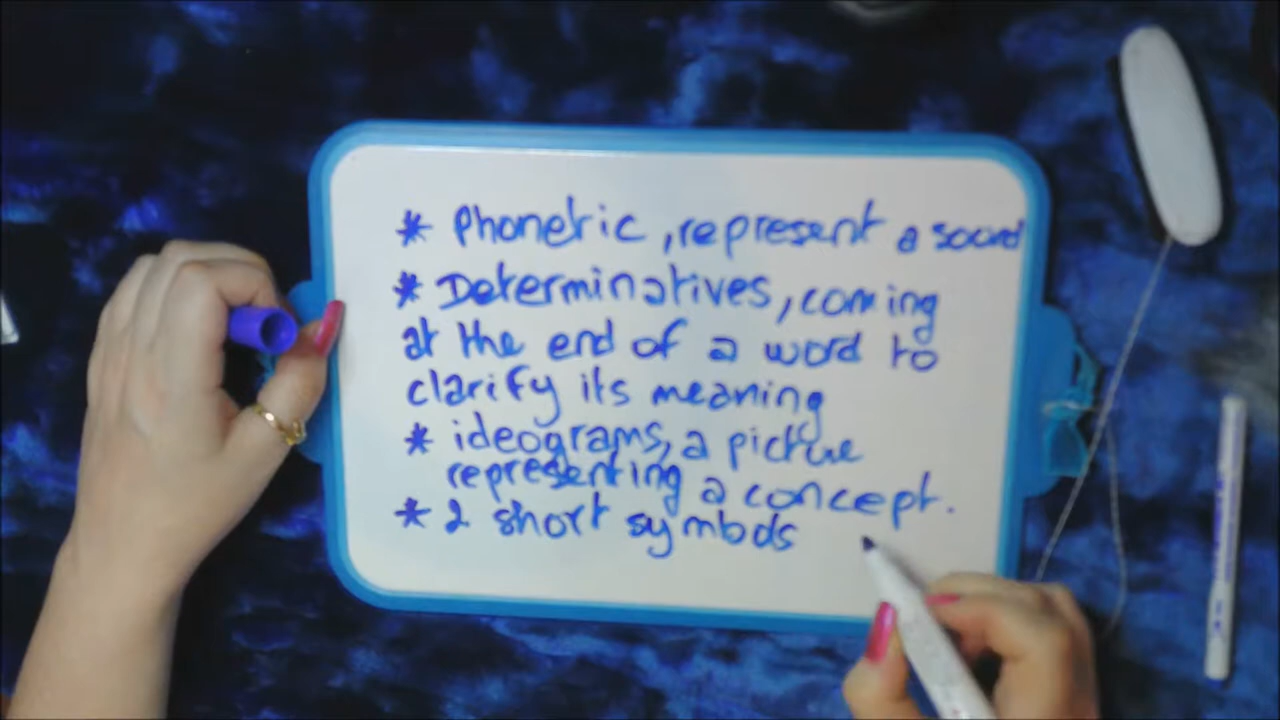 * Phonetic, represent a sound
* Determinatives, coming
at the end of a word to
clarify its meaning
* ideograms, a picture
representing a concept.
* 2 short symbols